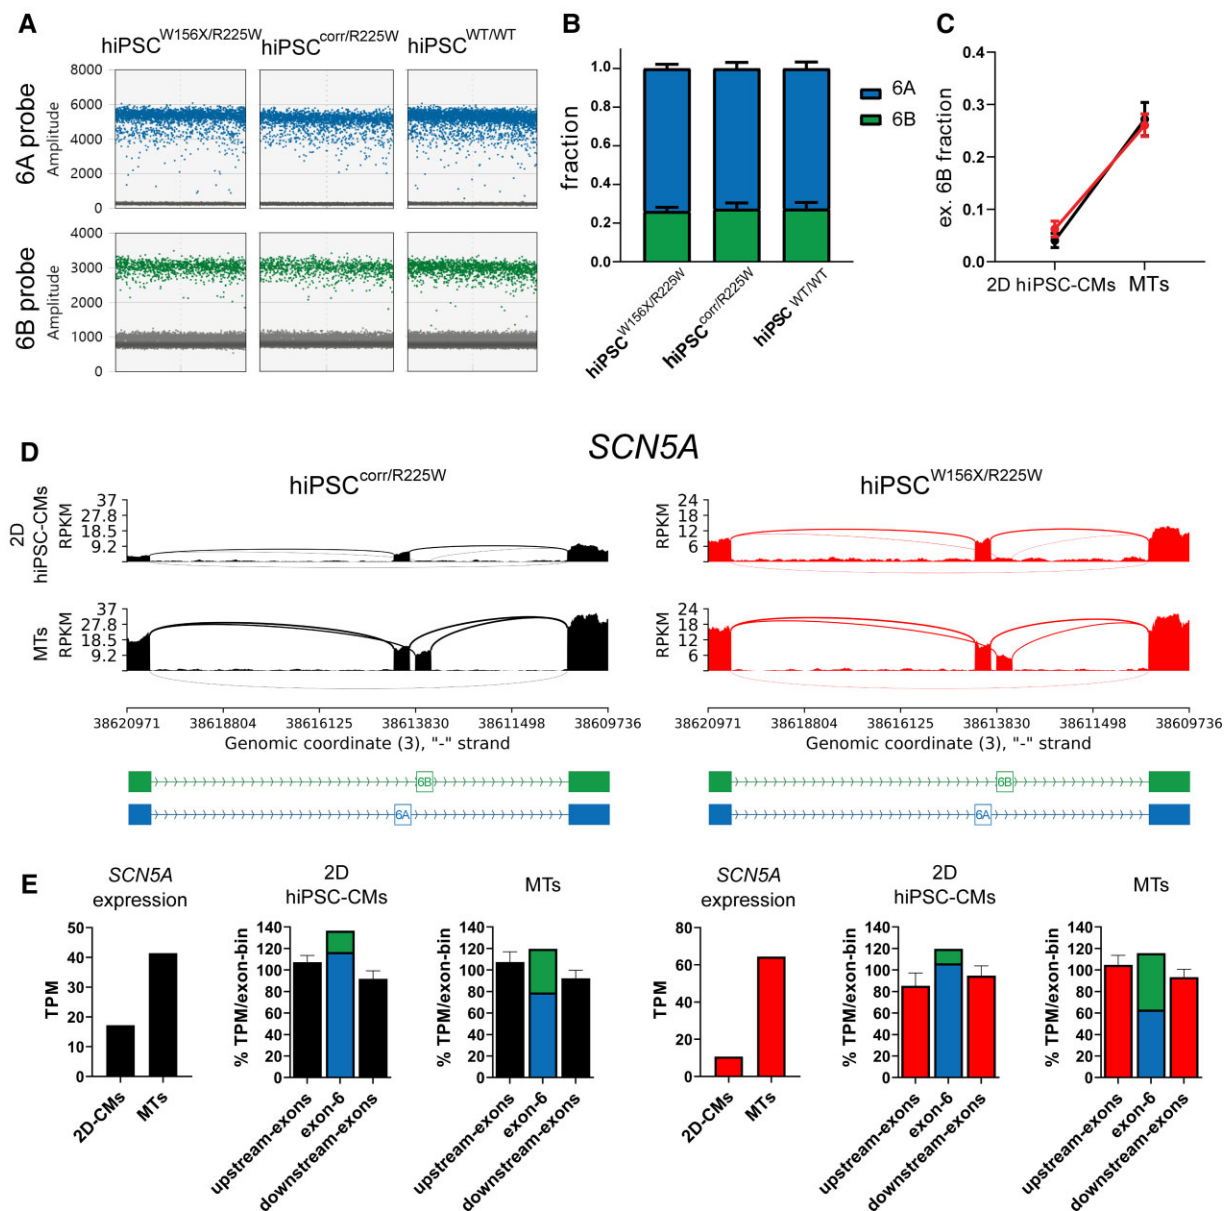 A
hiPSC^W156X/R225W hiPSC^corr/R225W hiPSC^WT/WT
6A probe
Amplitude
8000
6000
4000
2000
0
6B probe
Amplitude
4000
3000
2000
1000
0
B
fraction
1.0
0.8
0.6
0.4
0.2
0.0
6A
6B
hiPSC^W156X/R225W
hiPSC^corr/R225W
hiPSC^WT/WT
C
ex. 6B fraction
0.4
0.3
0.2
0.1
0.0
2D hiPSC-CMs MTs
D
SCN5A
hiPSC^corr/R225W
2D
hiPSC-CMs
RPKM
37
27.8
18.5
9.2
MTs
RPKM
37
27.8
18.5
9.2
38620971 38618804 38616125 38613830 38611498 38609736
Genomic coordinate (3), "-" strand
6B
6A
hiPSC^W156X/R225W
RPKM
24
18
12
6
RPKM
24
18
12
6
38620971 38618804 38616125 38613830 38611498 38609736
Genomic coordinate (3), "-" strand
6B
6A
E
SCN5A
expression
TPM
50
40
30
20
10
0
2D-CMs
MTs
2D
hiPSC-CMs
% TPM/exon-bin
140
120
100
80
60
40
20
0
upstream-exons
exon-6
downstream-exons
MTs
% TPM/exon-bin
140
120
100
80
60
40
20
0
upstream-exons
exon-6
downstream-exons
SCN5A
expression
TPM
80
60
40
20
0
2D-CMs
MTs
2D
hiPSC-CMs
% TPM/exon-bin
140
120
100
80
60
40
20
0
upstream-exons
exon-6
downstream-exons
MTs
% TPM/exon-bin
140
120
100
80
60
40
20
0
upstream-exons
exon-6
downstream-exons